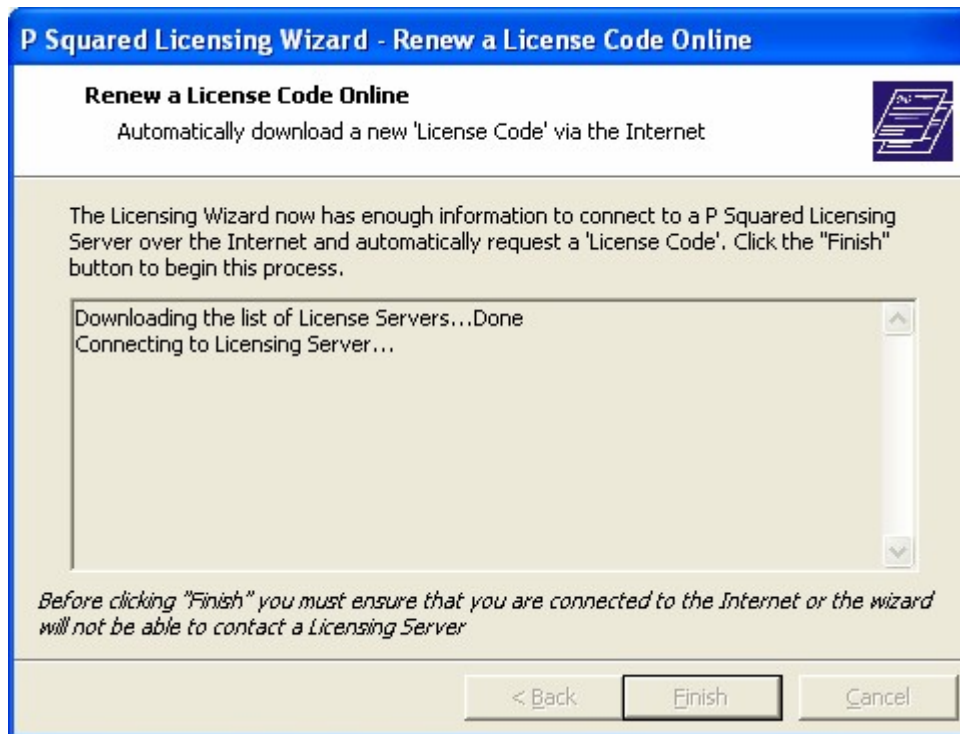 P Squared Licensing Wizard - Renew a License Code Online
Renew a License Code Online
Automatically download a new 'License Code' via the Internet
The Licensing Wizard now has enough information to connect to a P Squared Licensing
Server over the Internet and automatically request a 'License Code'. Click the "Finish"
button to begin this process.
Downloading the list of License Servers...Done
Connecting to Licensing Server...
Before clicking "Finish" you must ensure that you are connected to the Internet or the wizard
will not be able to contact a Licensing Server
< Back
Finish
Cancel